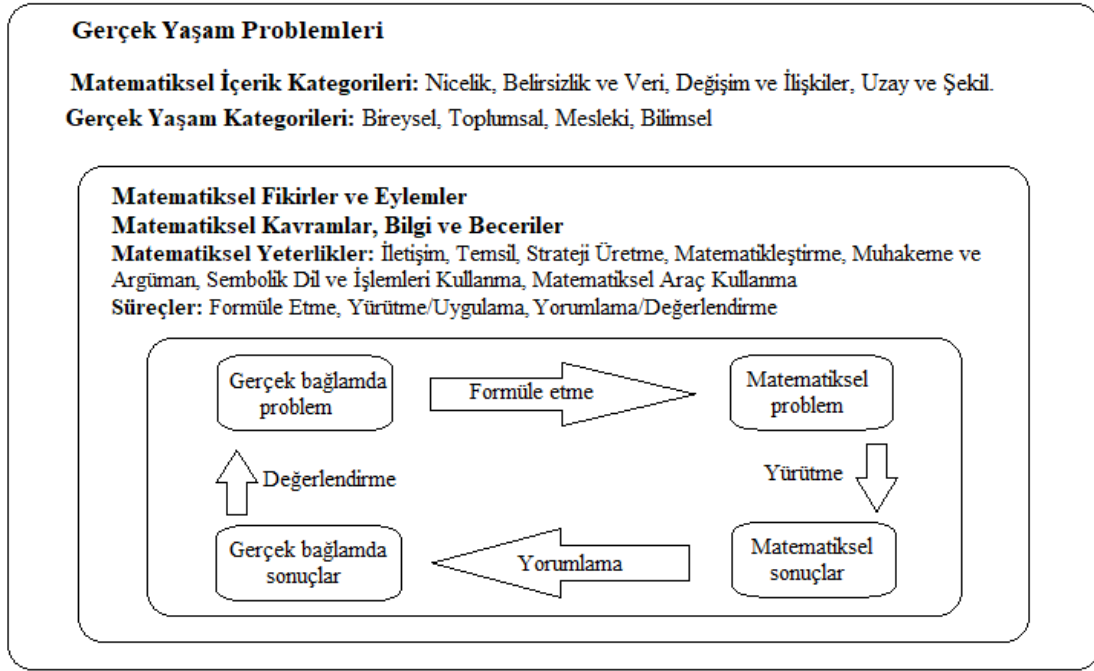 Gerçek Yaşam Problemleri
Matematiksel İçerik Kategorileri: Nicelik, Belirsizlik ve Veri, Değişim ve İlişkiler, Uzay ve Şekil.
Gerçek Yaşam Kategorileri: Bireysel, Toplumsal, Mesleki, Bilimsel
Matematiksel Fikirler ve Eylemler
Matematiksel Kavramlar, Bilgi ve Beceriler
Matematiksel Yeterlikler: İletişim, Temsil, Strateji Üretme, Matematikleştirme, Muhakeme ve
Argüman, Sembolik Dil ve İşlemleri Kullanma, Matematiksel Araç Kullanma
Süreçler: Formüle Etme, Yürütme/Uygulama, Yorumlama/Değerlendirme
Gerçek bağlamda
problem
Formüle etme
Matematiksel
problem
Değerlendirme
Yürütme
Gerçek bağlamda
sonuçlar
Yorumlama
Matematiksel
sonuçlar